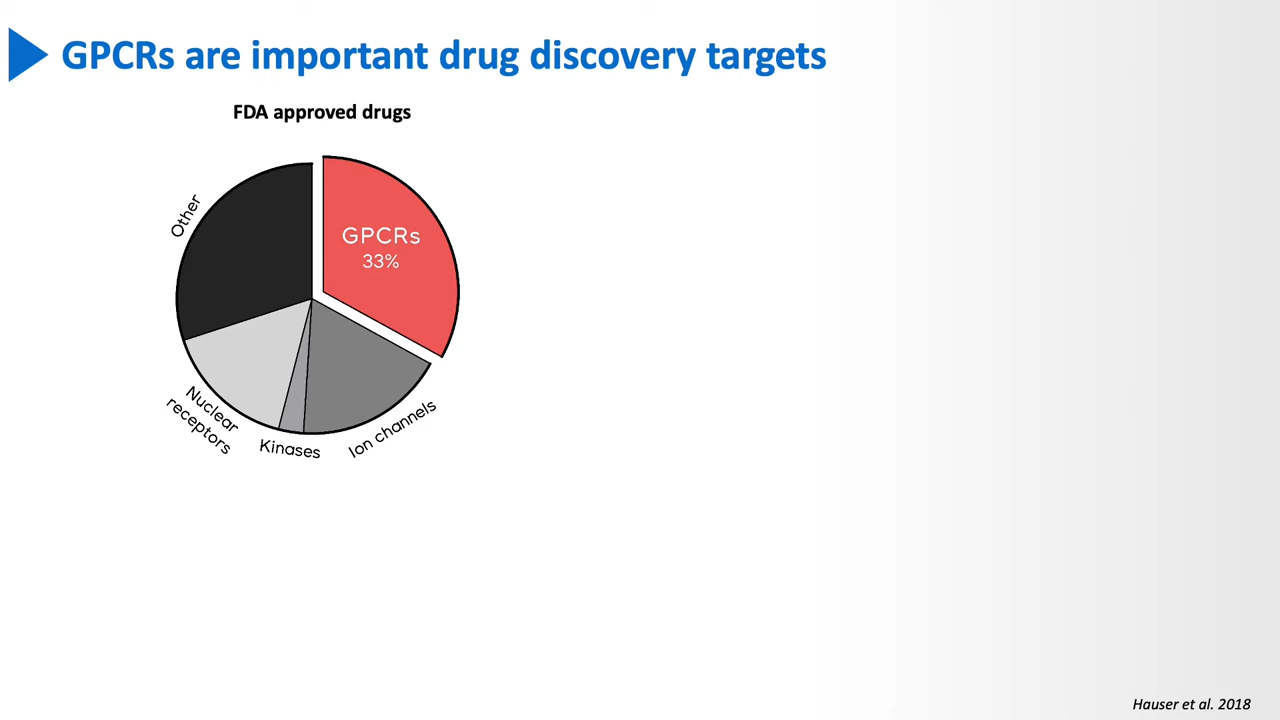 GPCRs are important drug discovery targets
FDA approved drugs
Other
GPCRs
33%
Nuclear
receptors
Kinases
Ion channels
Hauser et al. 2018